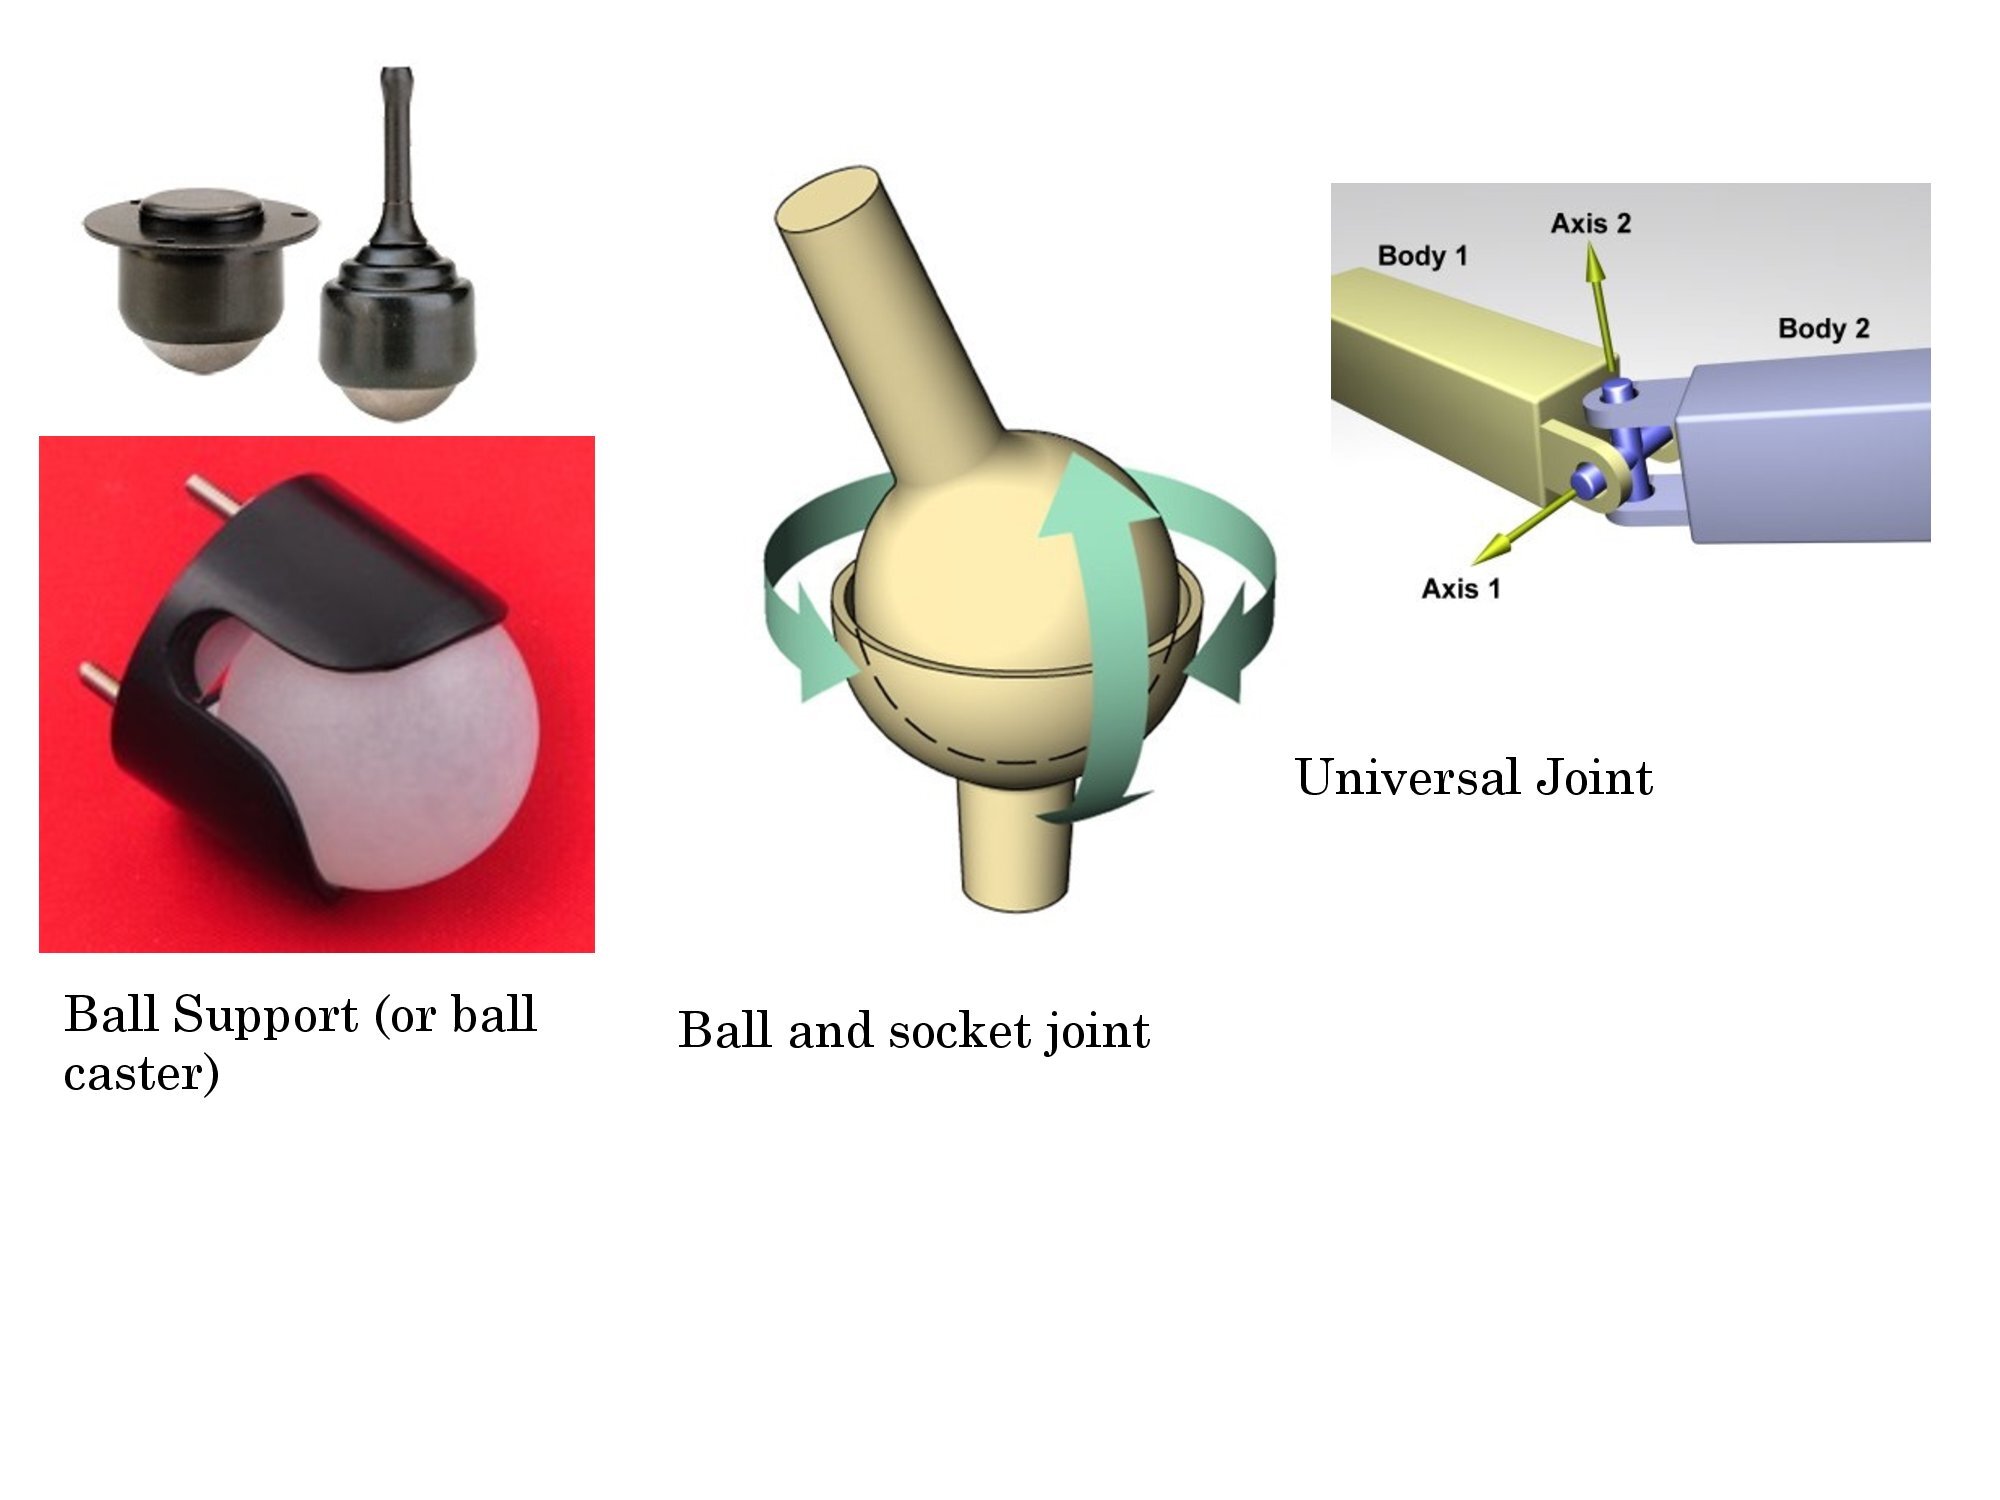 Axis 2
Body 1
Body 2
Axis 1
Universal Joint
Ball Support (or ball
caster)
Ball and socket joint